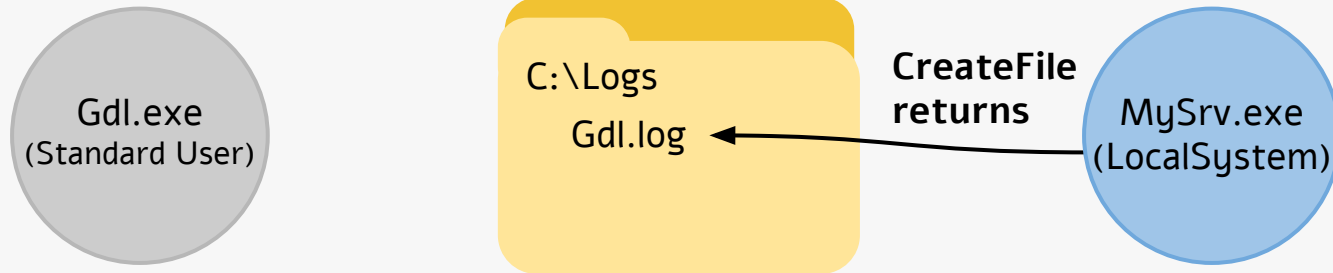 Gdl.exe
(Standard User)
C:\Logs
Gdl.log
CreateFile
returns
MySrv.exe
(LocalSystem)